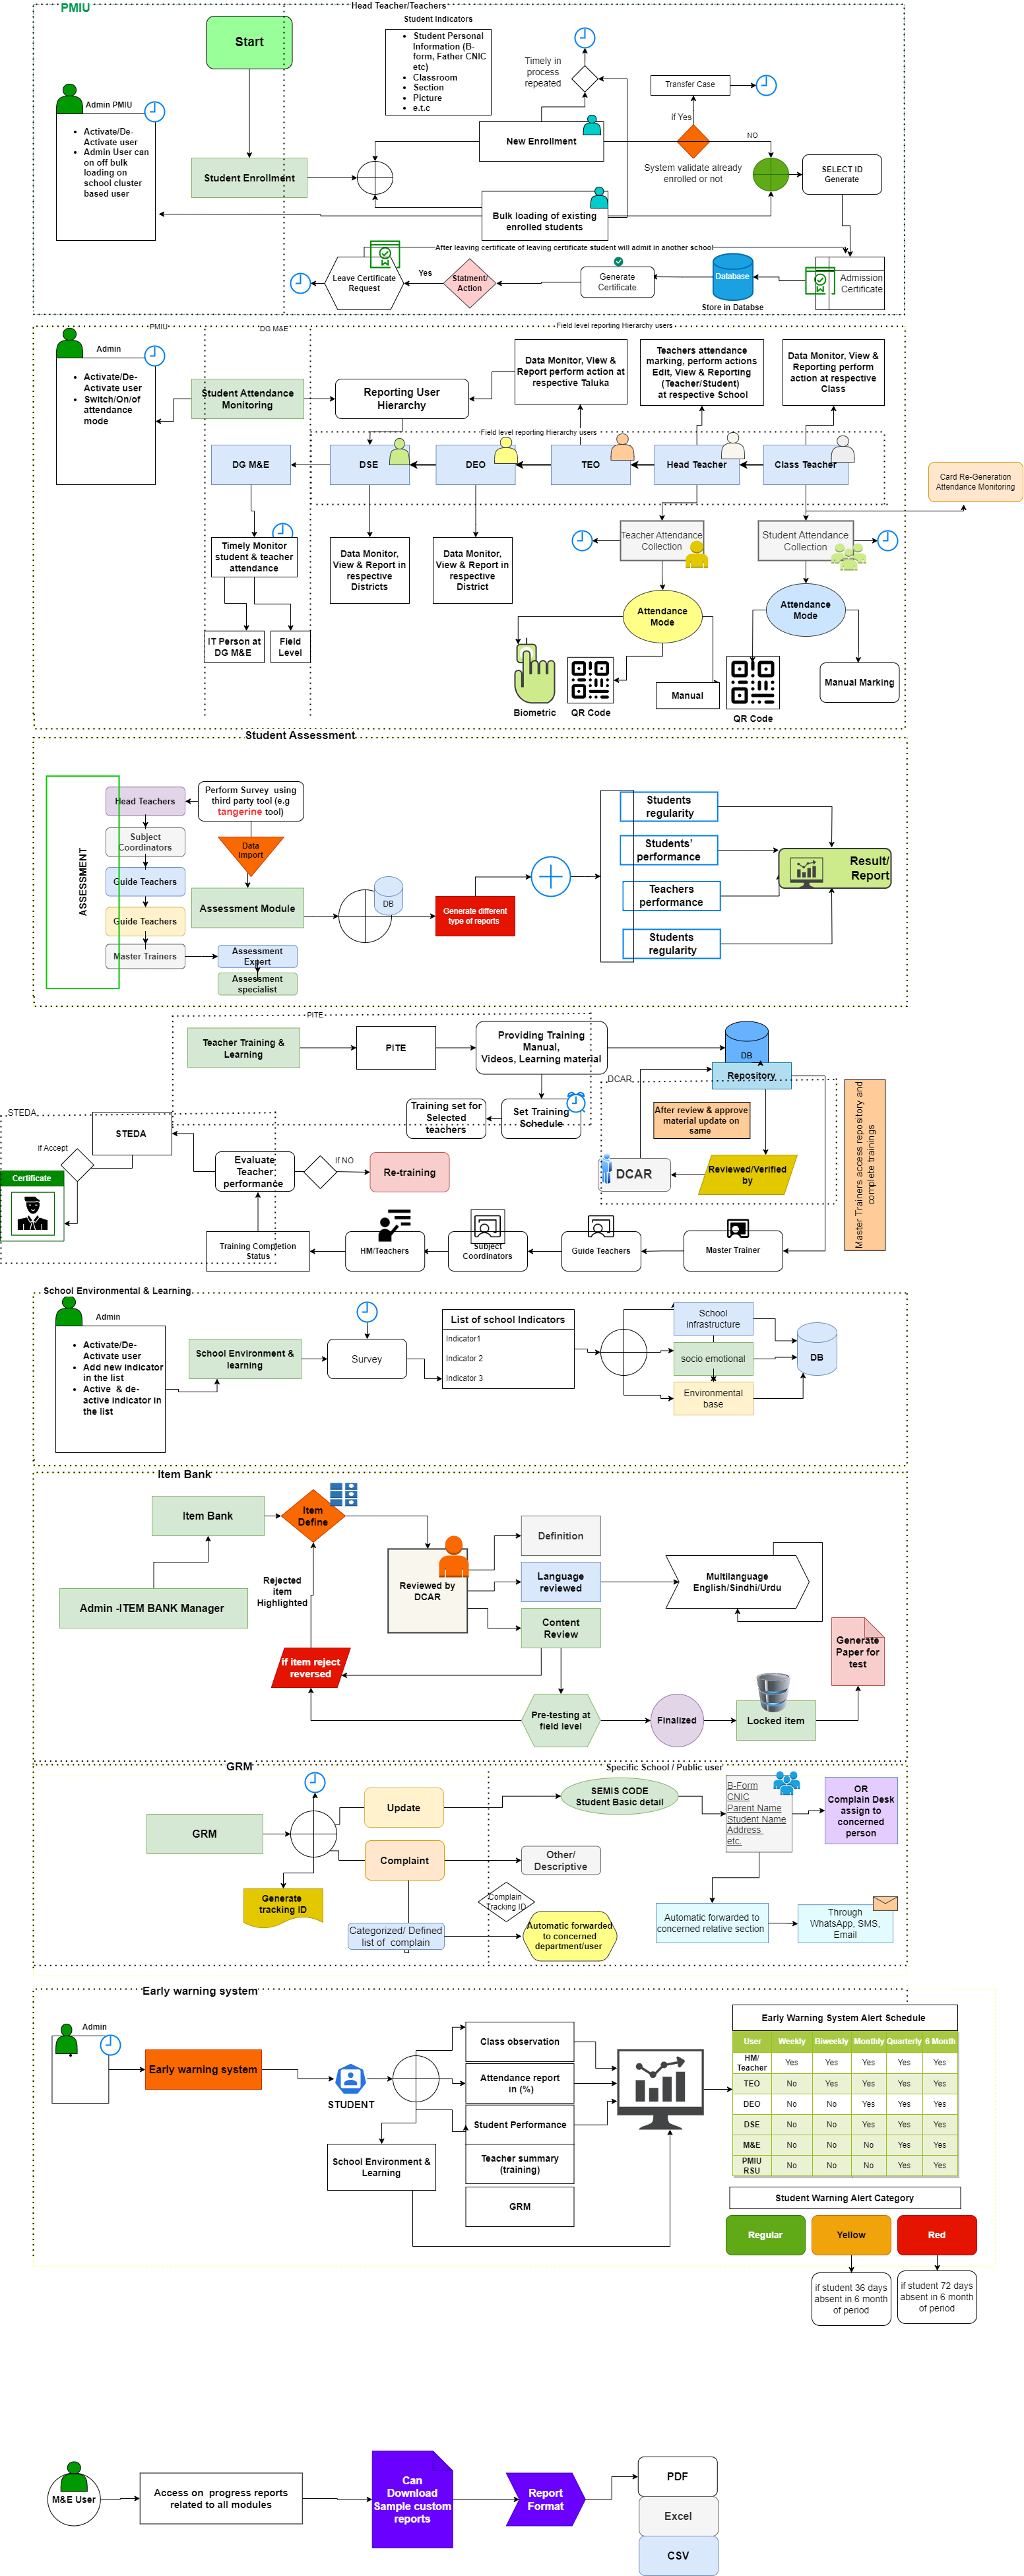 PMIU
Head Teacher/Teachers
Start
Student Indicators
Student Personal
Information (B-
form, Father CNIC
etc)
Classroom
Section
Picture
e.t.c
Timely in
process
repeated
Transfer Case
if Yes
NO
Admin PMIU
Activate/De-
Activate user
Admin User can
on off bulk
loading on
school cluster
based user
Student Enrollment
New Enrollment
System validate already
enrolled or not
SELECT ID
Generate
Bulk loading of existing
enrolled students
After leaving certificate of leaving certificate student will admit in another school
Leave Certificate
Request
Yes
Statment/
Action
Generate
Certificate
Database
Store in Databse
Admission
Certificate
PMIU
DG M&E
Field level reporting Hierarchy users
Admin
Activate/De-
Activate user
Switch/On/of
attendance
mode
Student Attendance
Monitoring
Reporting User
Hierarchy
Data Monitor, View &
Report perform action at
respective Taluka
Teachers attendance
marking, perform actions
Edit, View & Reporting
(Teacher/Student)
at respective School
Data Monitor, View &
Reporting perform
action at respective
Class
Field level reporting Hierarchy users
DG M&E
DSE
DEO
TEO
Head Teacher
Class Teacher
Card Re-Generation
Attendance Monitoring
Timely Monitor
student & teacher
attendance
Data Monitor,
View & Report in
respective
Districts
Data Monitor,
View & Report in
respective
District
Teacher Attendance
Collection
Student Attendance
Collection
IT Person at
DG M&E
Field
Level
Attendance
Mode
Attendance
Mode
Biometric
QR Code
Manual
QR Code
Manual Marking
Student Assessment
ASSESSMENT
Head Teachers
Subject
Coordinators
Guide Teachers
Guide Teachers
Master Trainers
Perform Survey using
third party tool (e.g
tangerine tool)
Data
Import
Assessment Module
Assessment
Expert
Assessment
specialist
DB
Generate different
type of reports
Students
regularity
Students'
performance
Teachers
performance
Students
regularity
Result/
Report
PITE
Teacher Training &
Learning
PITE
Providing Training
Manual,
Videos, Learning material
DB
Repository
DCAR
Training set for
Selected
teachers
Set Training
Schedule
After review & approve
material update on
same
STEDA
STEDA
if Accept
Certificate
Evaluate
Teacher
performance
If NO
Re-training
DCAR
Reviewed/Verified
by
Master Trainers access repository and
complete trainings
Training Completion
Status
HM/Teachers
Subject
Coordinators
Guide Teachers
Master Trainer
School Environmental & Learning
Admin
Activate/De-
Activate user
Add new indicator
in the list
Active & de-
active indicator in
the list
School Environment &
learning
Survey
List of school Indicators
Indicator1
Indicator 2
Indicator 3
School
infrastructure
socio emotional
Environmental
base
DB
Item Bank
Item Bank
Item
Define
Admin -ITEM BANK Manager
Rejected
item
Highlighted
Reviewed by
DCAR
Definition
Language
reviewed
Content
Review
Multilanguage
English/Sindhi/Urdu
if item reject
reversed
Generate
Paper for
test
Pre-testing at
field level
Finalized
Locked item
GRM
Specific School / Public user
GRM
Update
Complaint
Generate
tracking ID
SEMIS CODE
Student Basic detail
B-Form
CNIC
Parent Name
Student Name
Address
etc.
OR
Complain Desk
assign to
concerned
person
Other/
Descriptive
Complain
Tracking ID
Categorized/ Defined
list of complain
Automatic forwarded
to concerned
department/user
Automatic forwarded to
concerned relative section
Through
WhatsApp, SMS,
Email
Early warning system
Admin
Early warning system
STUDENT
Class observation
Attendance report
in (%)
Student Performance
Teacher summary
(training)
GRM
School Environment &
Learning
Early Warning System Alert Schedule
User Weekly Biweekly Monthly Quarterly 6 Month
HM/
Teacher Yes Yes Yes Yes Yes
TEO No Yes Yes Yes Yes
DEO No No Yes Yes Yes
DSE No No Yes Yes Yes
M&E No No No Yes Yes
PMIU
RSU No No No Yes Yes
Student Warning Alert Category
Regular
Yellow
Red
if student 36 days
absent in 6 month
of period
if student 72 days
absent in 6 month
of period
M&E User
Access on progress reports
related to all modules
Can
Download
Sample custom
reports
Report
Format
PDF
Excel
CSV